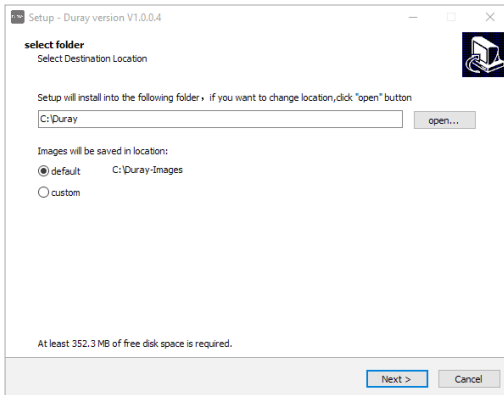 Setup - Duray version V1.0.0.4
select folder
Select Destination Location
Setup will install into the following folder，if you want to change location,click "open" button
C:\Duray
open...
Images will be saved in location:
default C:\Duray-Images
custom
At least 352.3 MB of free disk space is required.
Next >
Cancel